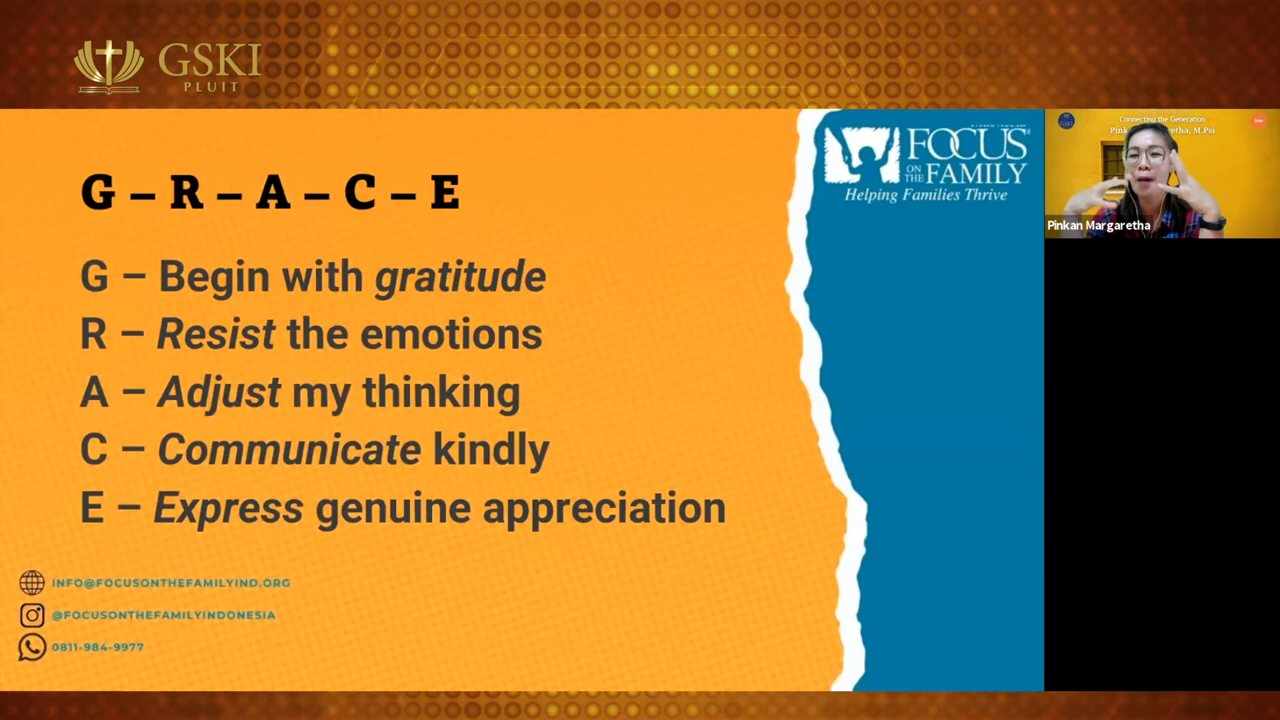 GSKI
PLUIT
G – R – A – C – E
G – Begin with gratitude
R – Resist the emotions
A – Adjust my thinking
C – Communicate kindly
E – Express genuine appreciation
INFO@FOCUSONTHEFAMILYIND.ORG
@FOCUSONTHEFAMILYINDONESIA
0811-984-9977
FOCUS
ON THE FAMILY
Helping Families Thrive
Connecting the Generation
M.Psi
Pinkan Margaretha